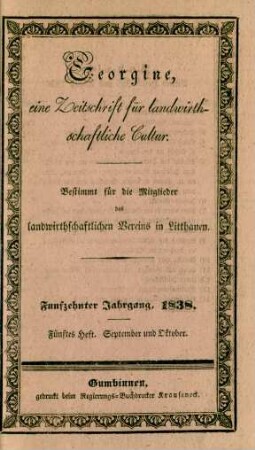 Georgine,
eine Zeitschrift für landwirth-
schaftliche Cultur.
Bestimmt für die Mitglieder
des
landwirthschaftlichen Vereins in Litthauen.
Funfzehnter Jahrgang. 1838.
Fünftes Heft. September und Oktober.
Gumbinnen,
gedruckt beim Regierungs-Buchdrucker Krauseneck.